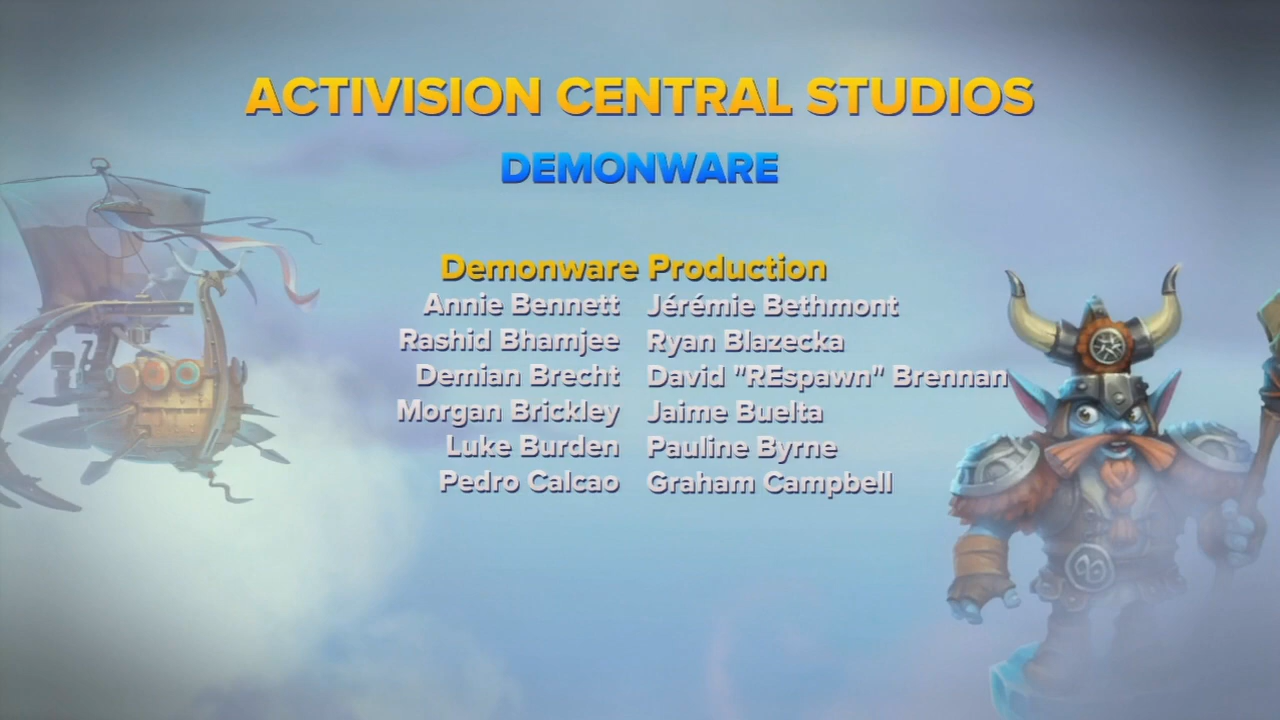 ACTIVISION CENTRAL STUDIOS
DEMONWARE
Demonware Production
Annie Bennett Jérémie Bethmont
Rashid Bhamjee Ryan Blazecka
Demian Brecht David "REspawn" Brennan
Morgan Brickley Jaime Buelta
Luke Burden Pauline Byrne
Pedro Calcao Graham Campbell